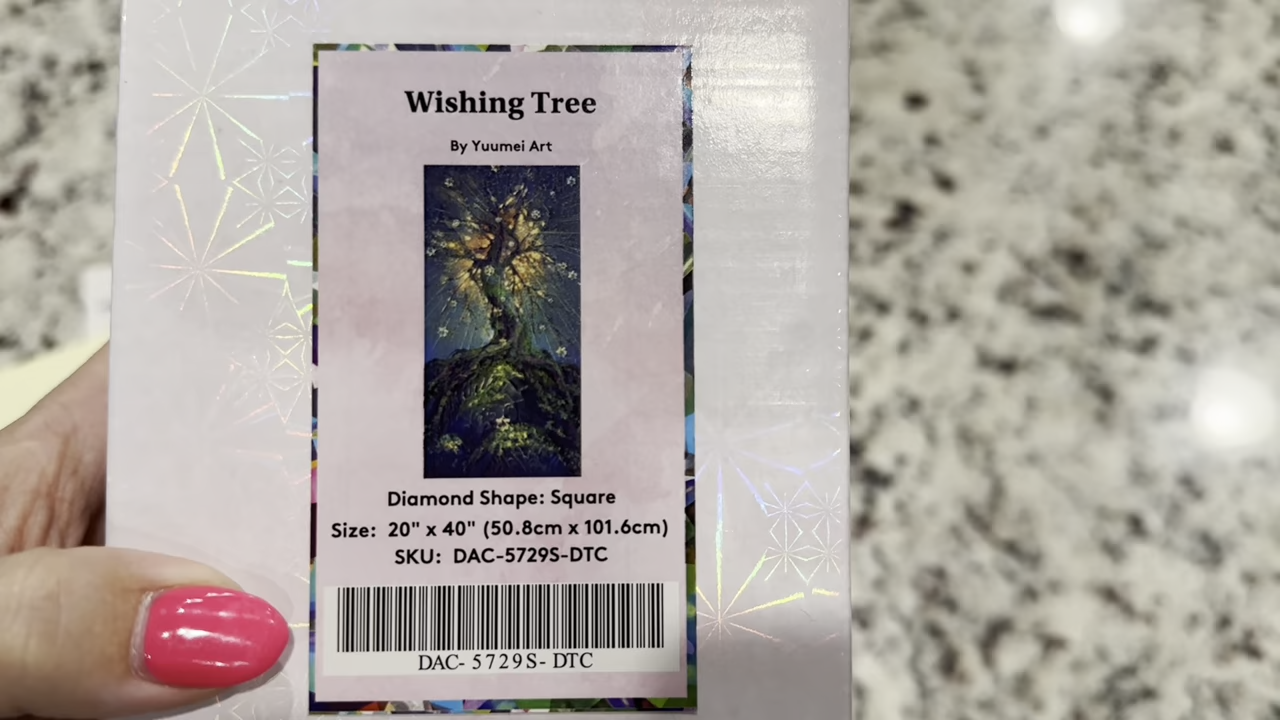 Wishing Tree
By Yuumei Art
Diamond Shape: Square
Size: 20" x 40" (50.8cm x 101.6cm)
SKU: DAC-5729S-DTC
DAC- 5729S- DTC